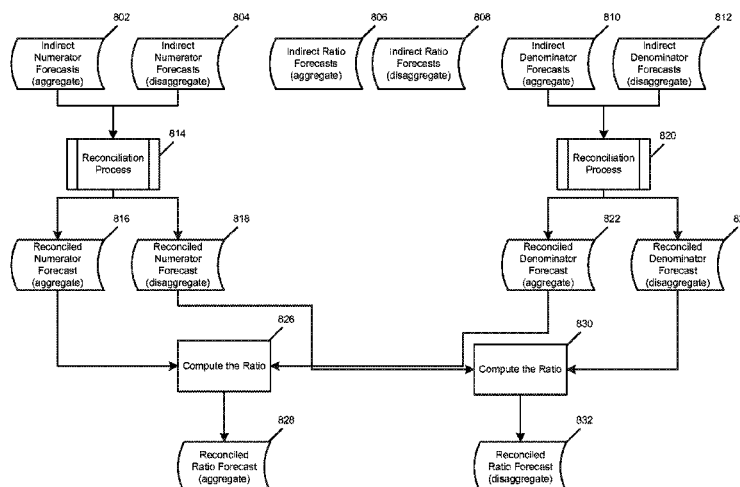 802
804
806
808
810
812
Indirect
Numerator
Forecasts
(aggregate)
Indirect
Numerator
Forecasts
(disaggregate)
Indirect Ratio
Forecasts
(aggregate)
Indirect Ratio
Forecasts
(disaggregate)
Indirect
Denominator
Forecasts
(aggregate)
Indirect
Denominator
Forecasts
(disaggregate)
814
Reconciliation
Process
820
Reconciliation
Process
816
818
822
Reconciled
Numerator
Forecast
(aggregate)
Reconciled
Numerator
Forecast
(disaggregate)
Reconciled
Denominator
Forecast
(aggregate)
Reconciled
Denominator
Forecast
(disaggregate)
826
Compute the Ratio
830
Compute the Ratio
828
Reconciled
Ratio Forecast
(aggregate)
832
Reconciled
Ratio Forecast
(disaggregate)